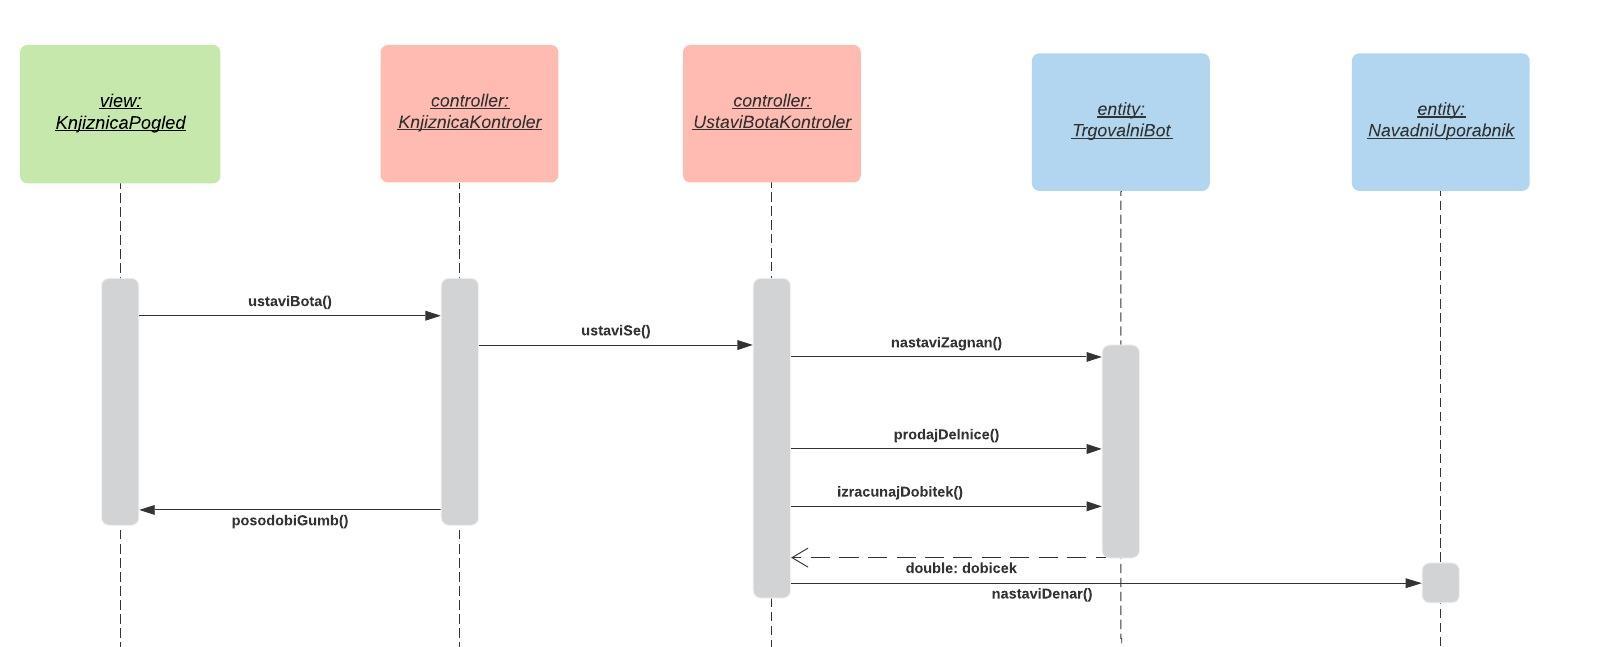 view:
KnjiznicaPogled
controller:
KnjiznicaKontroler
controller:
UstaviBotaKontroler
entity:
TrgovalniBot
entity:
NavadniUporabnik
ustaviBota()
ustaviSe()
nastaviZagnan()
prodajDelnice()
izracunajDobitek()
posodobiGumb()
double: dobicek
nastaviDenar()